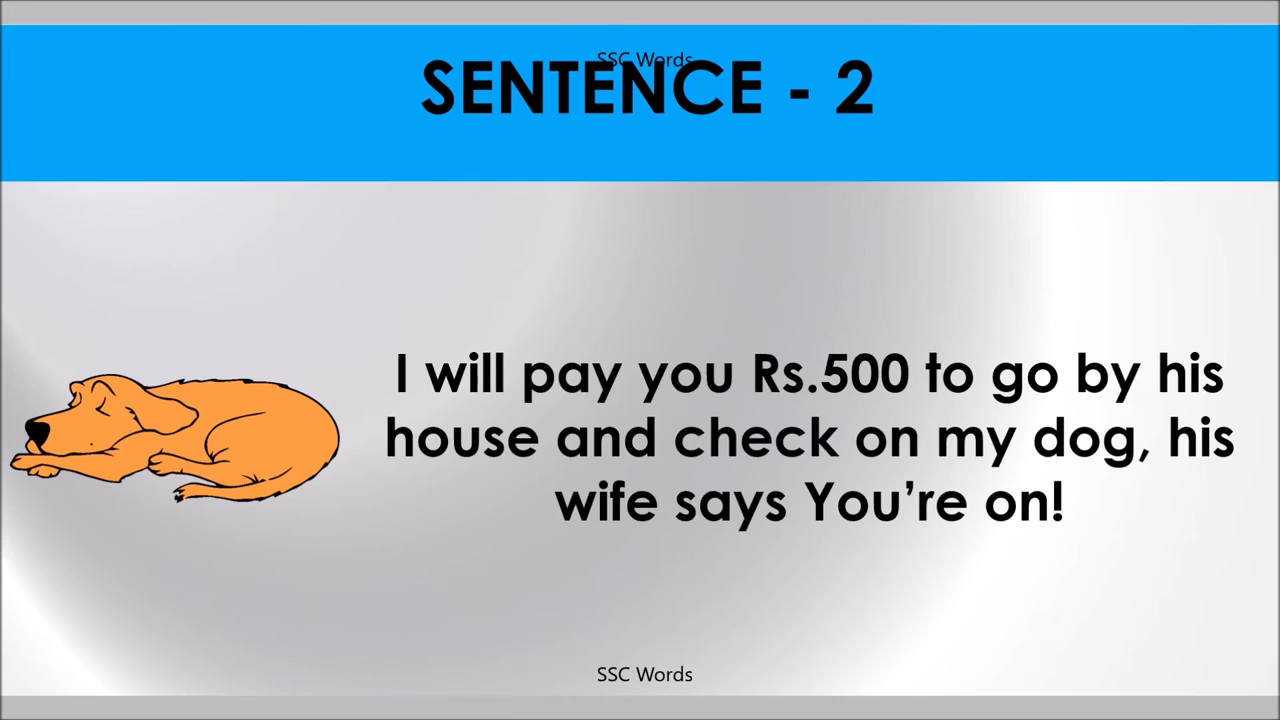 SSC Words
SENTENCE - 2
I will pay you Rs.500 to go by his
house and check on my dog, his
wife says You’re on!
SSC Words